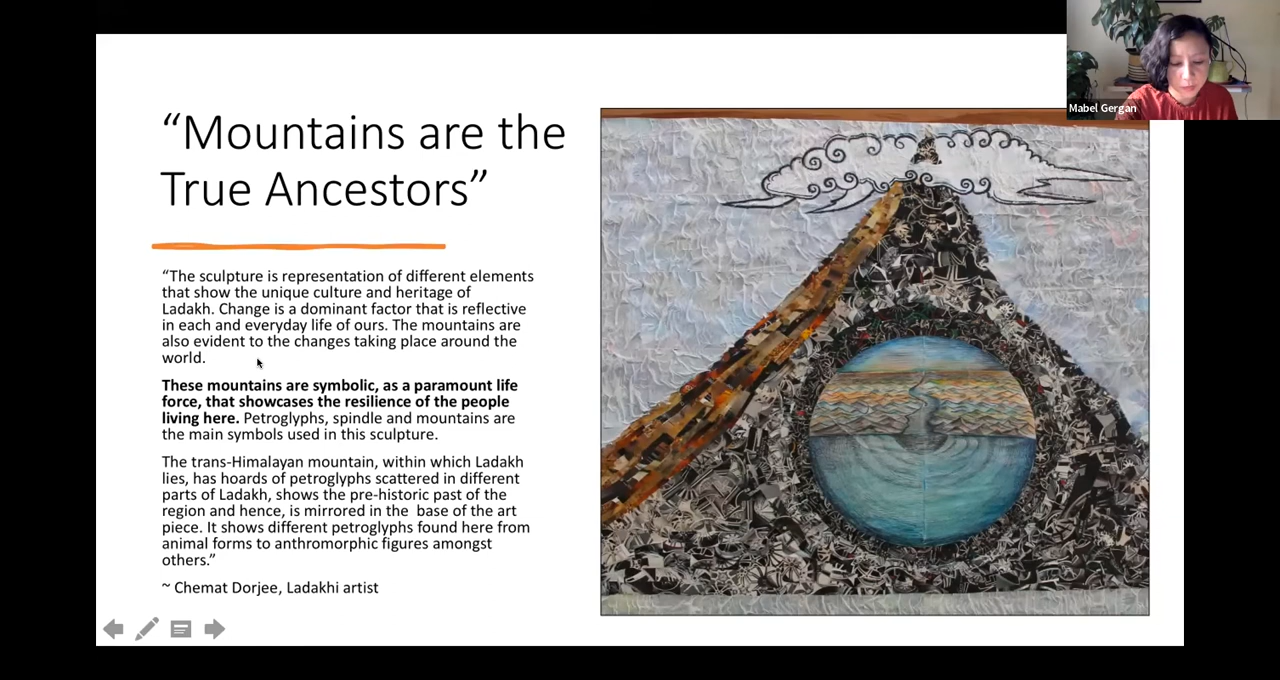 Mabel Gergan
“Mountains are the
True Ancestors”
“The sculpture is representation of different elements
that show the unique culture and heritage of
Ladakh. Change is a dominant factor that is reflective
in each and everyday life of ours. The mountains are
also evident to the changes taking place around the
world.
These mountains are symbolic, as a paramount life
force, that showcases the resilience of the people
living here. Petroglyphs, spindle and mountains are
the main symbols used in this sculpture.
The trans-Himalayan mountain, within which Ladakh
lies, has hoards of petroglyphs scattered in different
parts of Ladakh, shows the pre-historic past of the
region and hence, is mirrored in the base of the art
piece. It shows different petroglyphs found here from
animal forms to anthromorphic figures amongst
others.”
~ Chemat Dorjee, Ladakhi artist